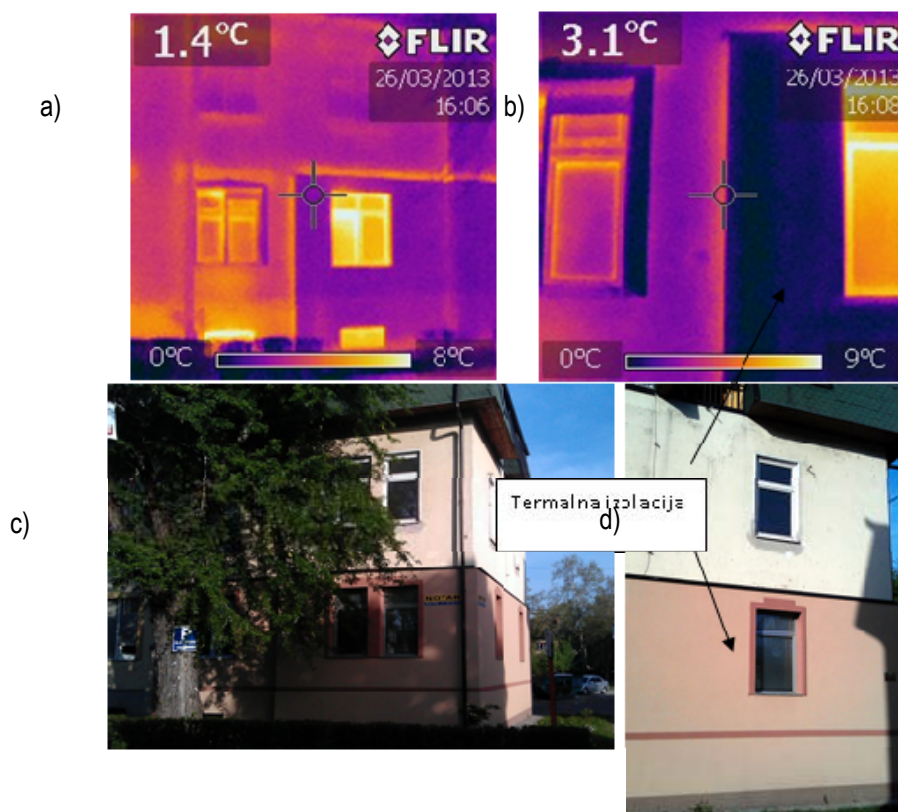 a)
1.4°C
FLIR
26/03/2013
16:06
0°C
8°C
b)
3.1°C
FLIR
26/03/2013
16:08
0°C
9°C
c)
NOTAR
P
Termalna izolacija
d)